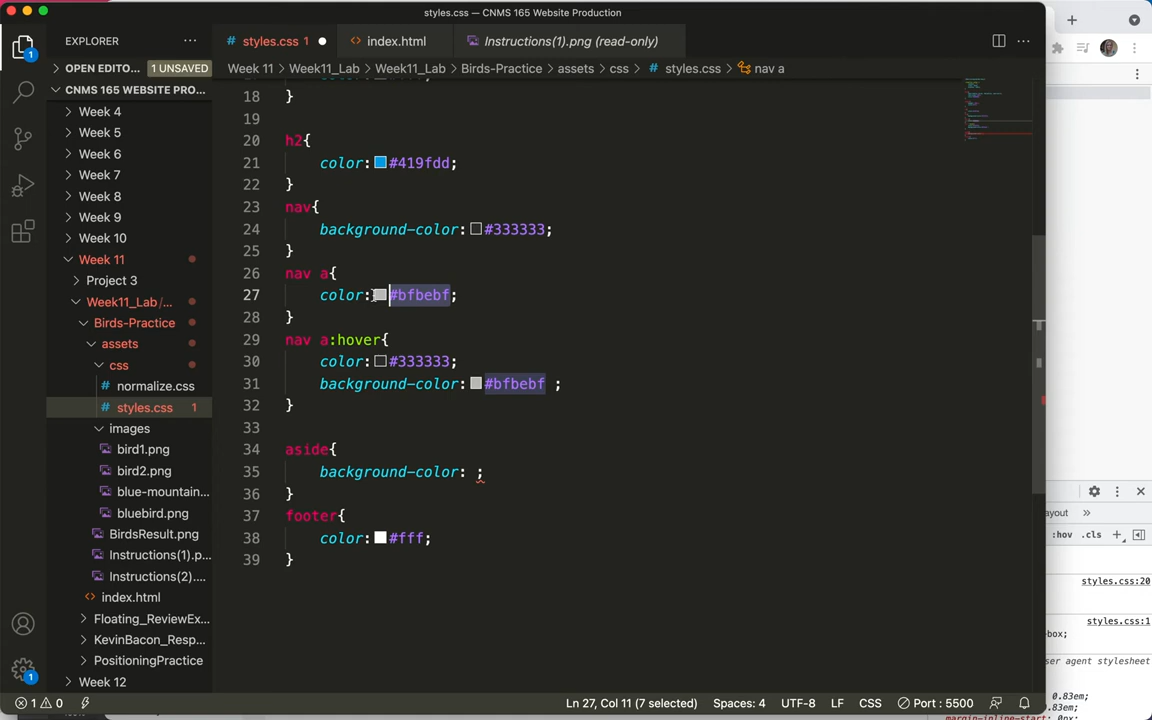 styles.css — CNMS 165 Website Production
EXPLORER ···
styles.css 1
index.html
Instructions(1).png (read-only)
OPEN EDITO... 1 UNSAVED
Week 11 > Week11_Lab > Week11_Lab > Birds-Practice > assets > css > styles.css > nav a
CNMS 165 WEBSITE PRO...
Week 4
Week 5
Week 6
Week 7
Week 8
Week 9
Week 10
Week 11
Project 3
Week11_Lab/...
Birds-Practice
assets
css
normalize.css
styles.css 1
images
bird1.png
bird2.png
blue-mountain...
bluebird.png
BirdsResult.png
Instructions(1).p...
Instructions(2)....
index.html
Floating_ReviewEx...
KevinBacon_Resp...
PositioningPractice
Week 12
18 }
19
20 h2{
21 color: #419fdd;
22 }
23 nav{
24 background-color: #333333;
25 }
26 nav a{
27 color: #bfbebf;
28 }
29 nav a:hover{
30 color: #333333;
31 background-color: #bfbebf ;
32 }
33
34 aside{
35 background-color: ;
36 }
37 footer{
38 color: #fff;
39 }
ayout »
:hov .cls +
styles.css:20
styles.css:1
box;
ser agent stylesheet
0.83em;
0.83em;
margin-inline-start: 0px;
1 0 Ln 27, Col 11 (7 selected) Spaces: 4 UTF-8 LF CSS Port : 5500